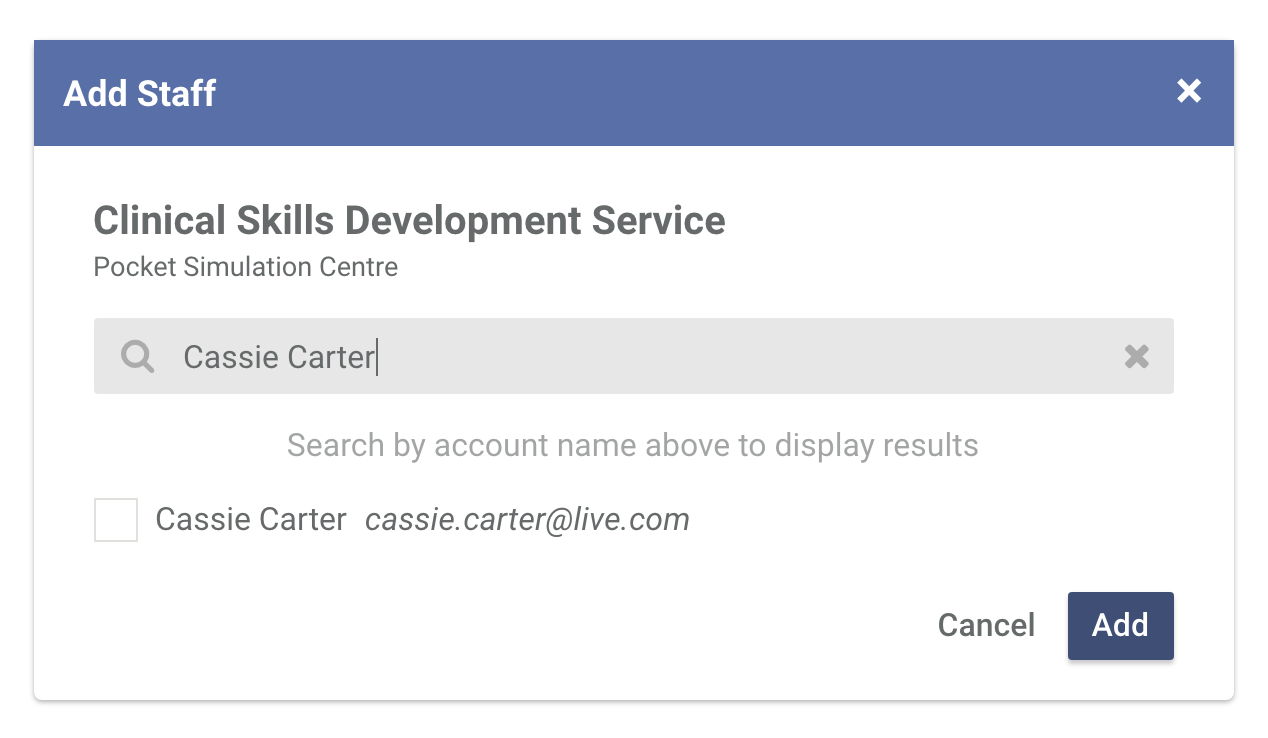 Add Staff
Clinical Skills Development Service
Pocket Simulation Centre
Cassie Carter
Search by account name above to display results
Cassie Carter cassie.carter@live.com
Cancel Add